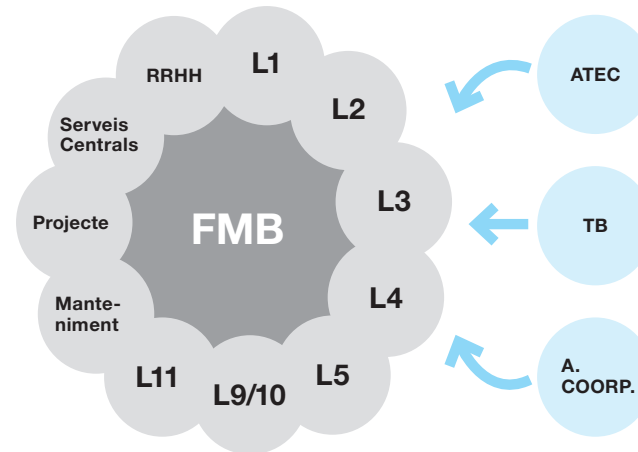 RRHH
L1
L2
L3
L4
L5
L9/10
L11
Mante-
niment
Projecte
Serveis
Centrals
FMB
ATEC
TB
A.
COORP.